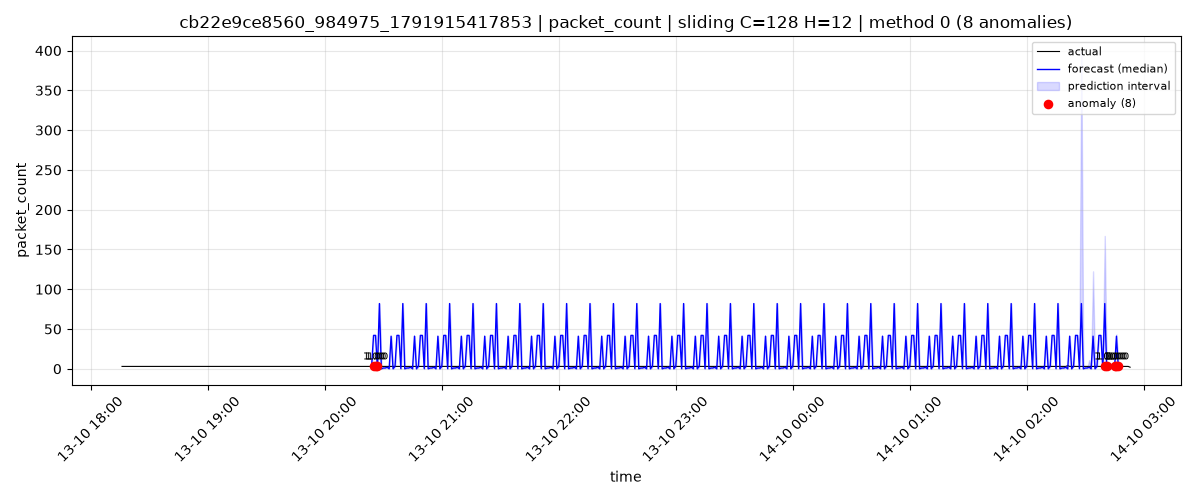 cb22e9ce8560_984975_1791915417853 | packet_count | sliding C=128 H=12 | method 0 (8 anomalies)
actual
forecast (median)
prediction interval
anomaly (8)
packet_count
400
350
300
250
200
150
100
50
0
13-10 18:00
13-10 19:00
13-10 20:00
13-10 21:00
13-10 22:00
13-10 23:00
14-10 00:00
14-10 01:00
14-10 02:00
14-10 03:00
time